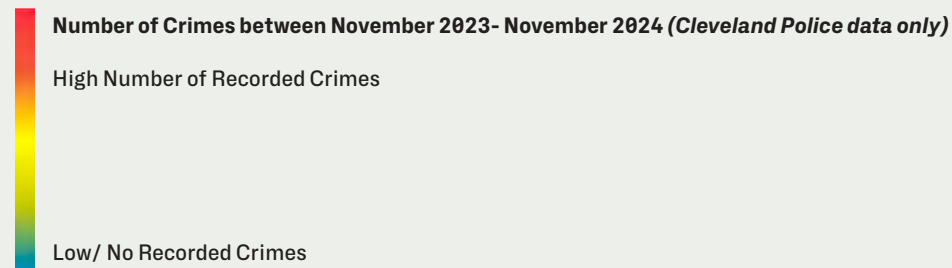 Number of Crimes between November 2023- November 2024 (Cleveland Police data only)
High Number of Recorded Crimes
Low/ No Recorded Crimes